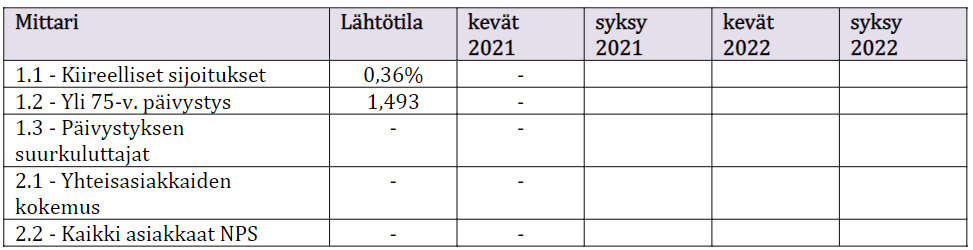 Mittari Lähtötila kevät 2021 syksy 2021 kevät 2022 syksy 2022
1.1 - Kiireelliset sijoitukset 0,36% -
1.2 - Yli 75-v. päivystys 1,493 -
1.3 - Päivystyksen - -
suurkuluttajat
2.1 - Yhteisasiakkaiden - -
kokemus
2.2 - Kaikki asiakkaat NPS - -